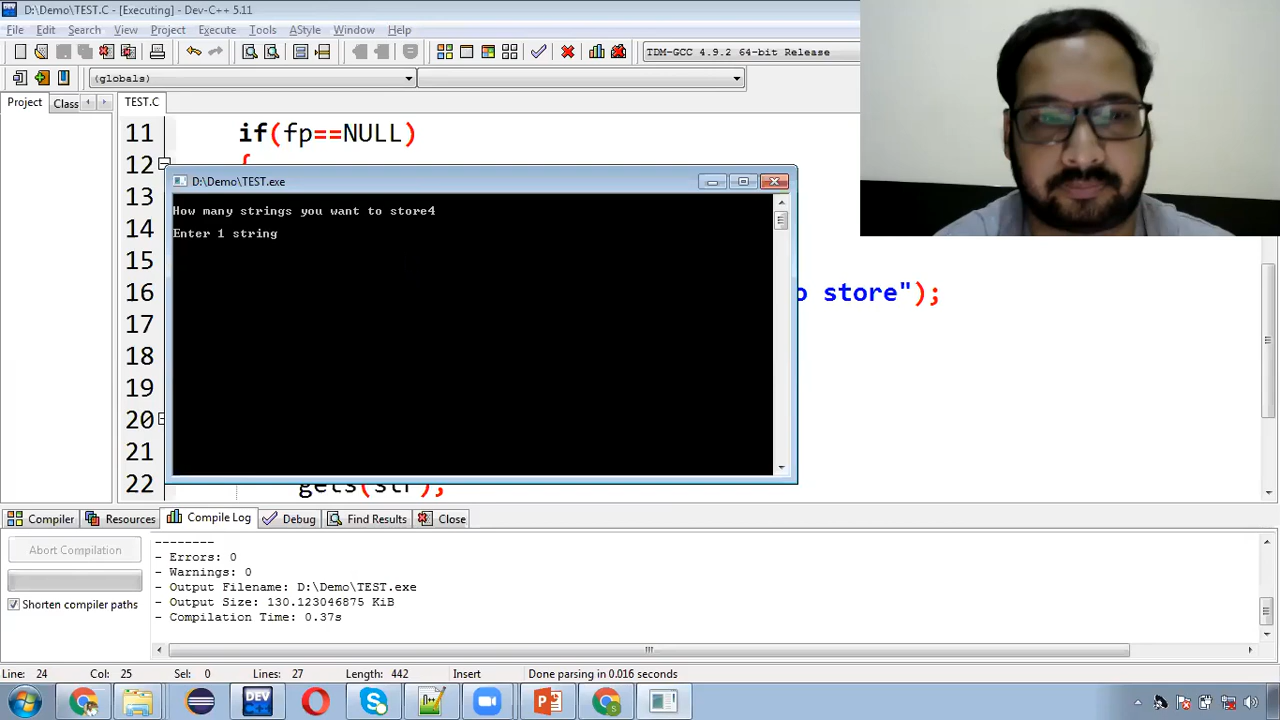 D:\Demo\TEST.C - [Executing] - Dev-C++ 5.11
File Edit Search View Project Execute Tools AStyle Window Help
TDM-GCC 4.9.2 64-bit Release
(globals)
Project Class TEST.C
11 if(fp==NULL)
12 {
D:\Demo\TEST.exe
How many strings you want to store4
Enter 1 string
13
14
15
16 store");
17
18
19
20
21
22 gets(str);
Compiler Resources Compile Log Debug Find Results Close
Abort Compilation
Shorten compiler paths
--------
- Errors: 0
- Warnings: 0
- Output Filename: D:\Demo\TEST.exe
- Output Size: 130.123046875 KiB
- Compilation Time: 0.37s
Line: 24 Col: 25 Sel: 0 Lines: 27 Length: 442 Insert Done parsing in 0.016 seconds
DEV